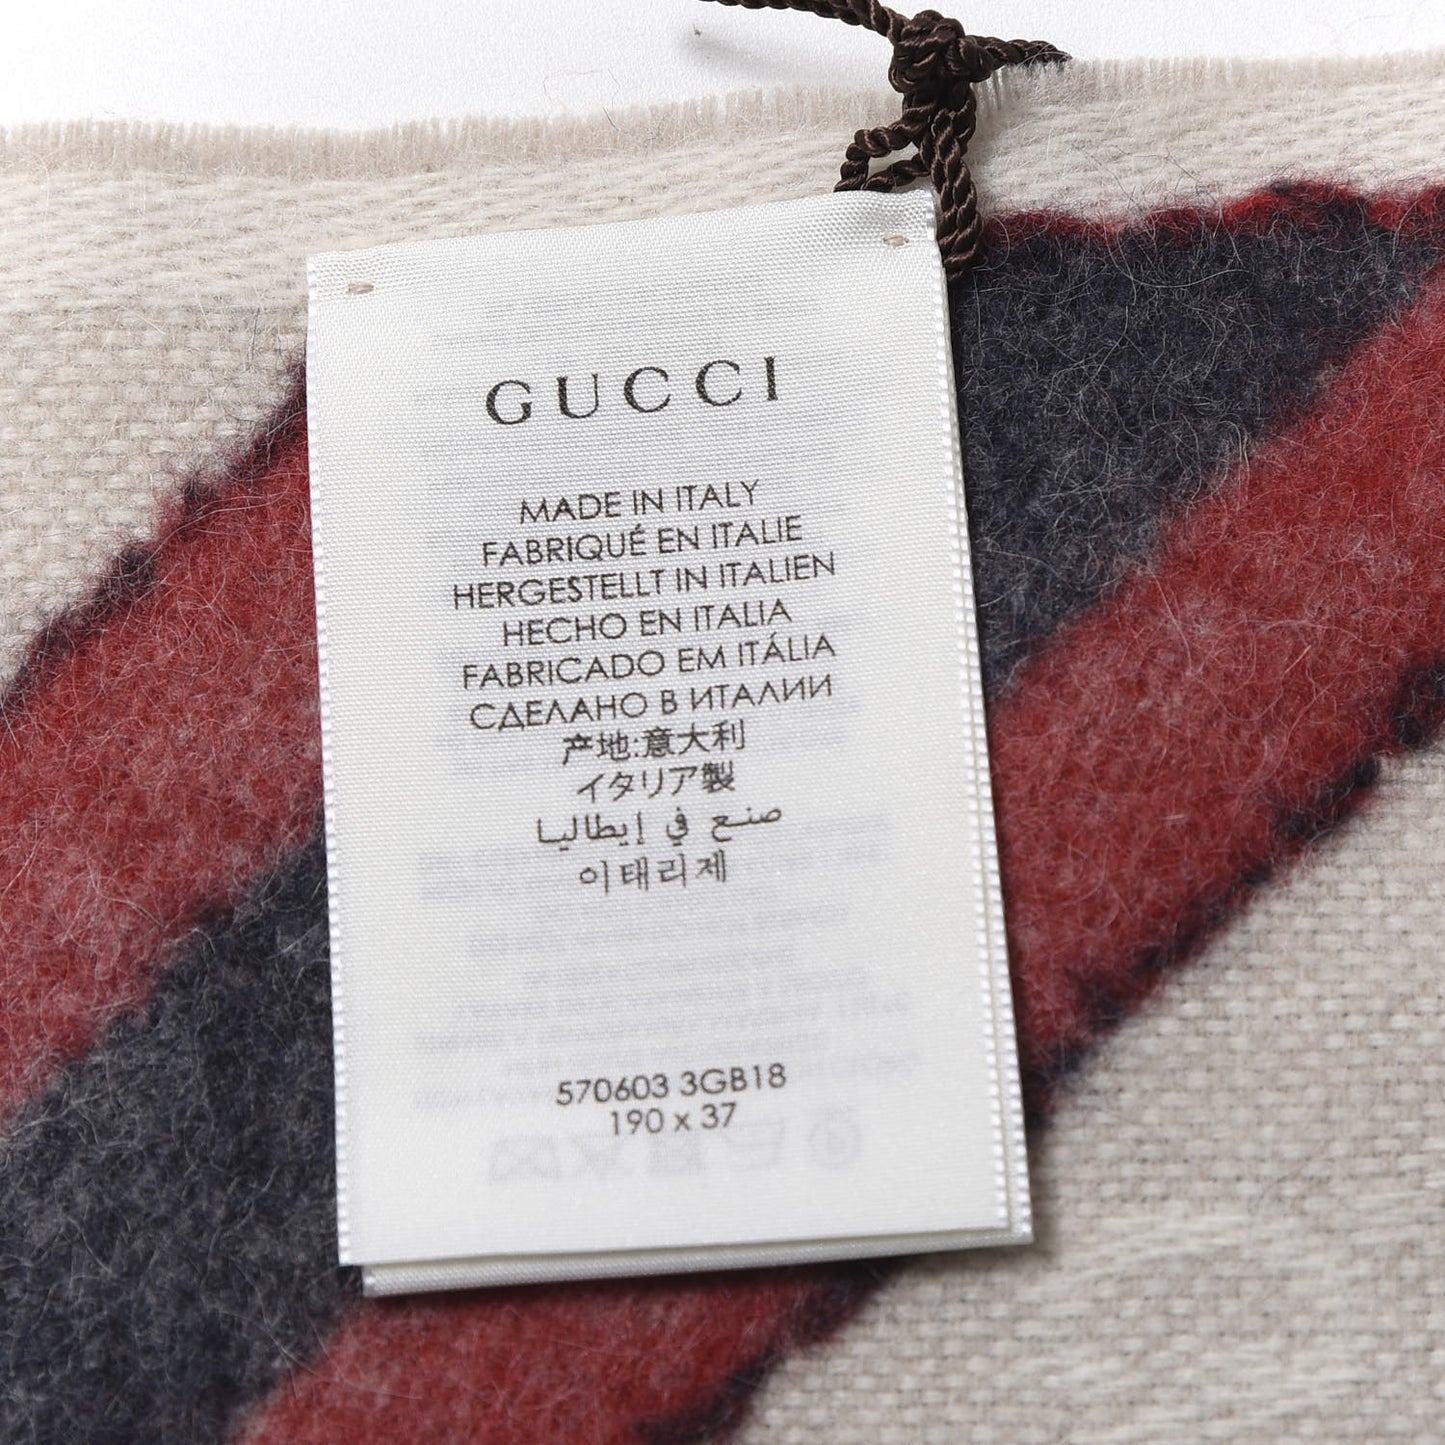 GUCCI
MADE IN ITALY
FABRIQUÉ EN ITALIE
HERGESTELLT IN ITALIEN
HECHO EN ITALIA
FABRICADO EM ITÁLIA
СДЕЛАНО В ИТАЛИИ
产地:意大利
イタリア製
صنع في إيطاليا
이태리제
570603 3GB18
190 x 37